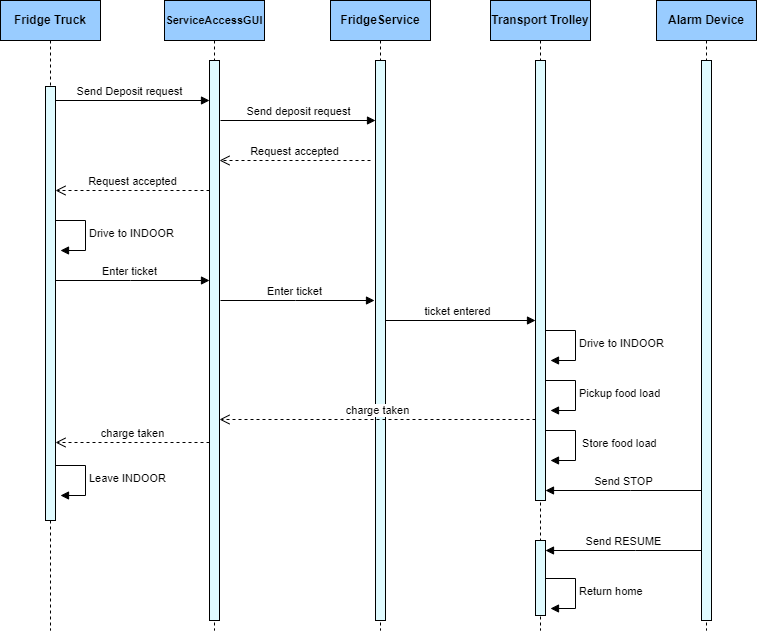 Fridge Truck
ServiceAccessGUI
FridgeService
Transport Trolley
Alarm Device
Send Deposit request
Send deposit request
Request accepted
Request accepted
Drive to INDOOR
Enter ticket
Enter ticket
ticket entered
Drive to INDOOR
Pickup food load
charge taken
charge taken
Store food load
Leave INDOOR
Send STOP
Send RESUME
Return home